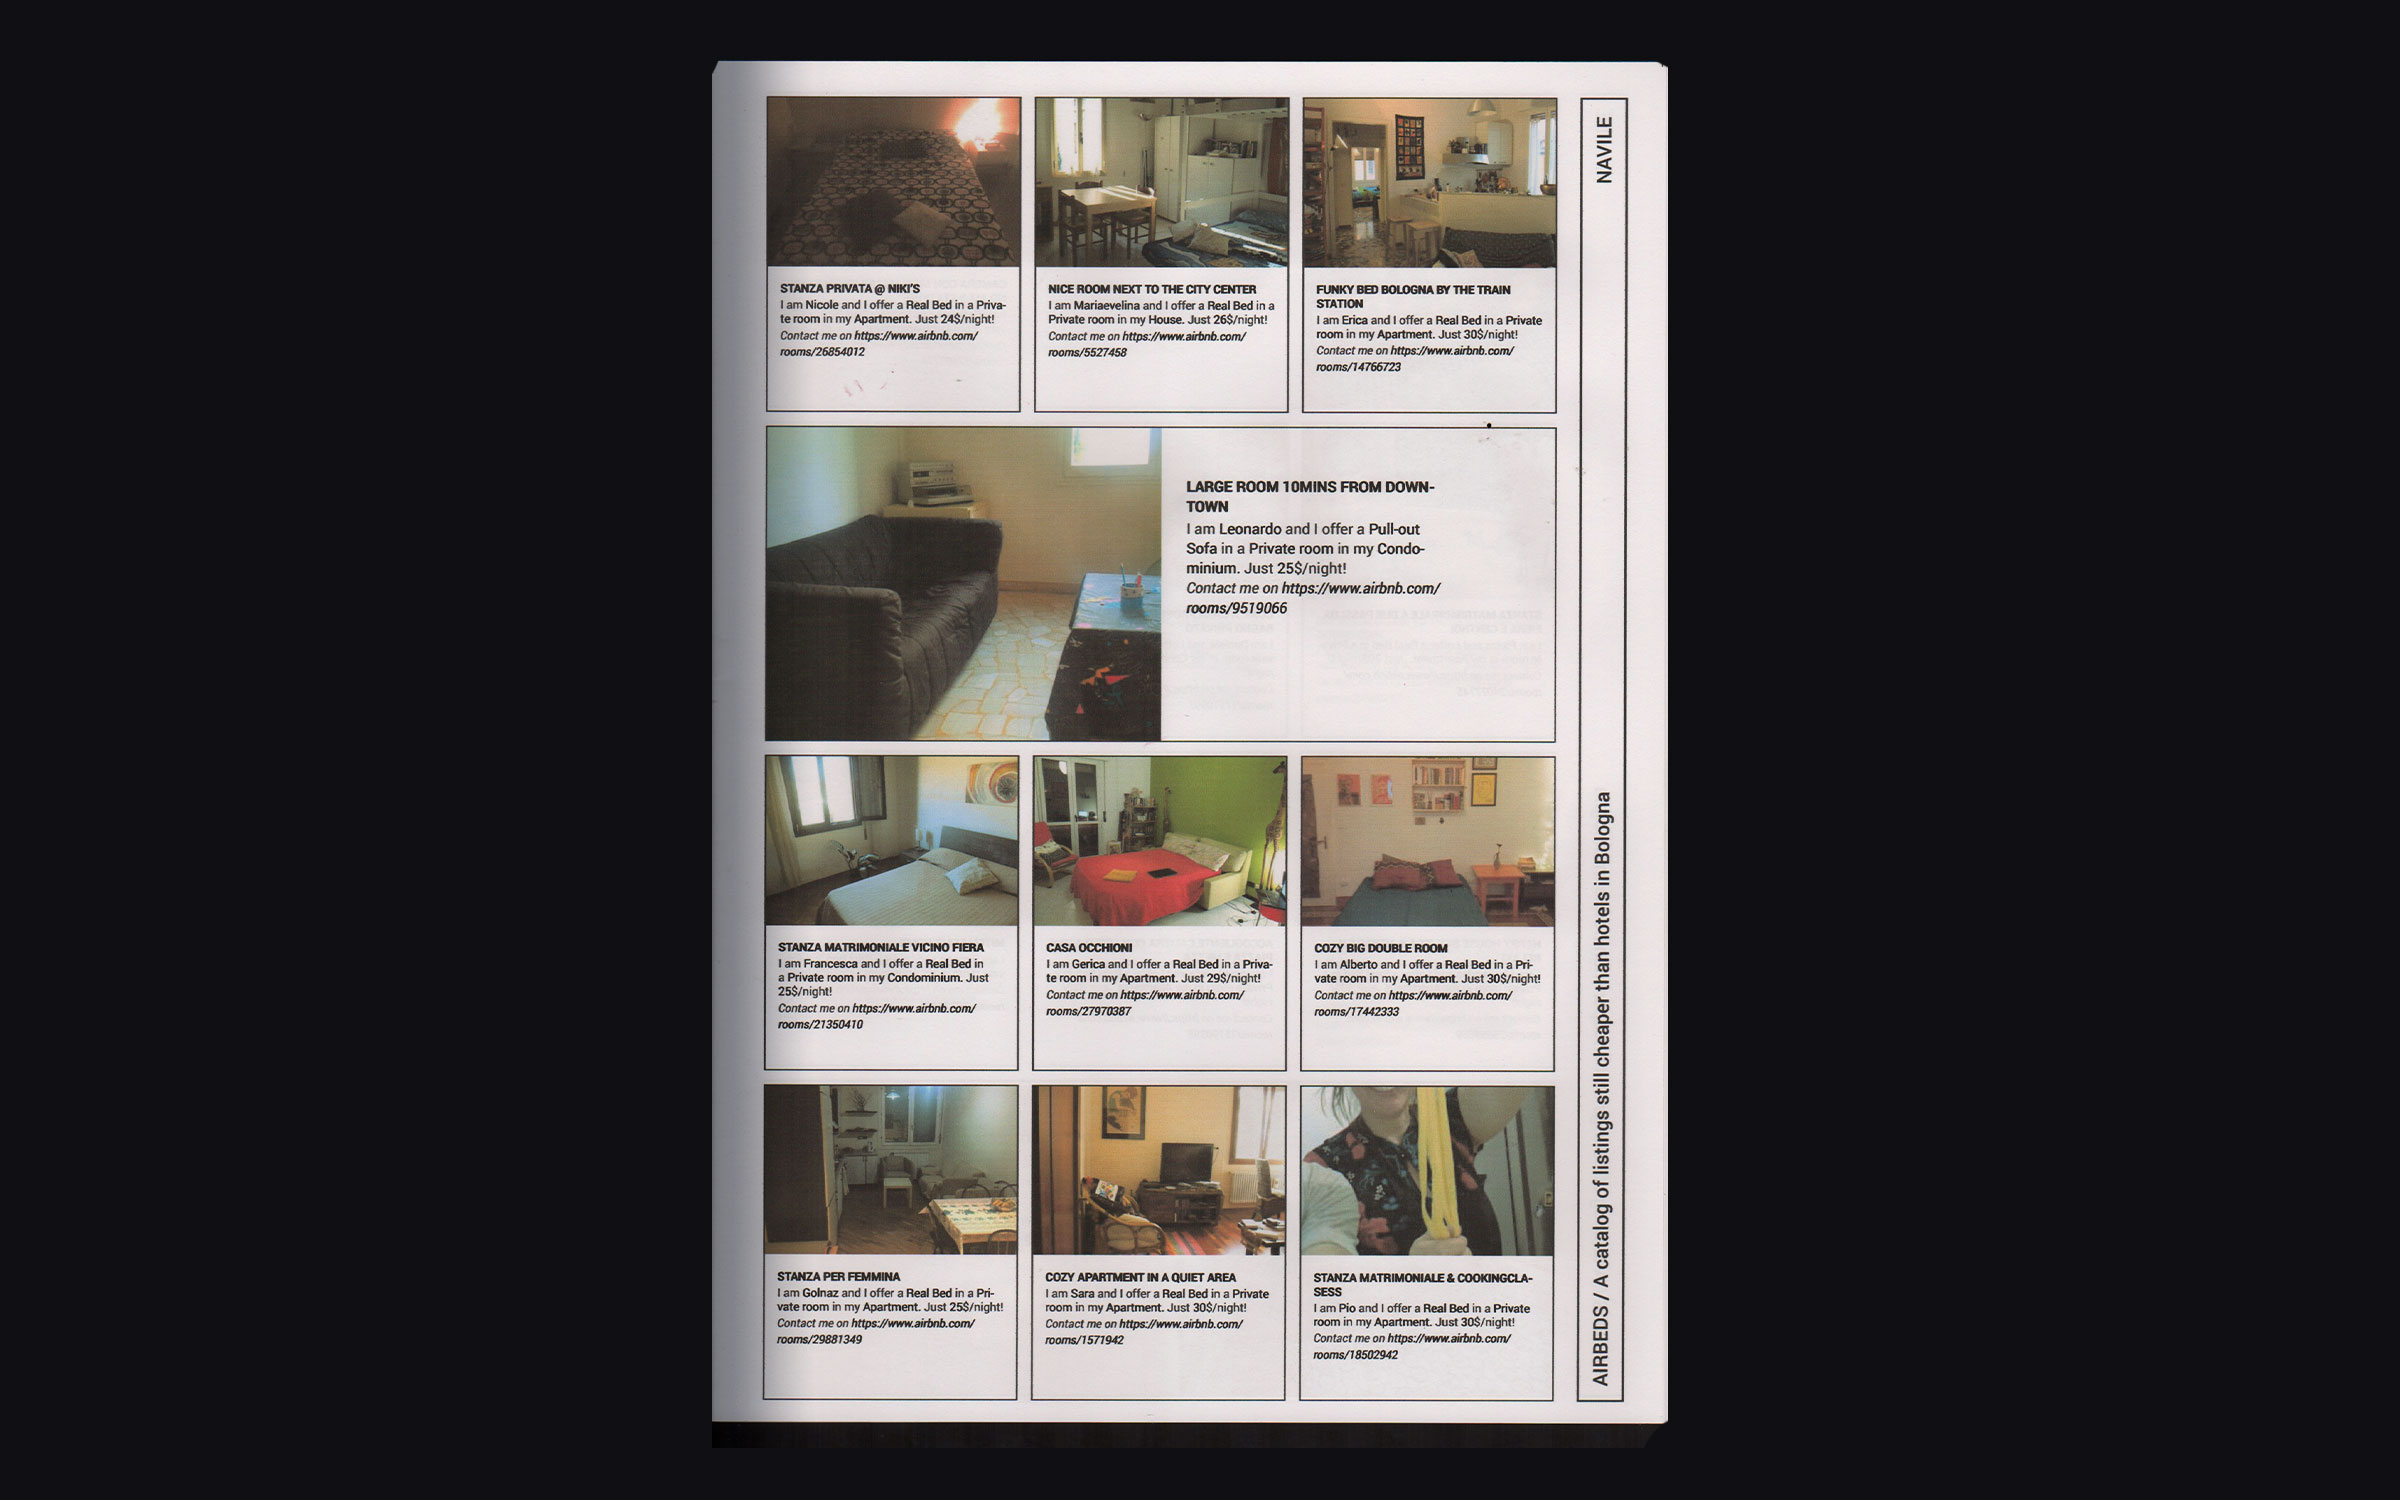 STANZA PRIVATA @ NIKI'S
I am Nicole and I offer a Real Bed in a Priva-
te room in my Apartment. Just 24$/night!
Contact me on https://www.airbnb.com/
rooms/26854012
NICE ROOM NEXT TO THE CITY CENTER
I am Mariaevelina and I offer a Real Bed in a
Private room in my House. Just 26$/night!
Contact me on https://www.airbnb.com/
rooms/5527458
FUNKY BED BOLOGNA BY THE TRAIN
STATION
I am Erica and I offer a Real Bed in a Private
room in my Apartment. Just 30$/night!
Contact me on https://www.airbnb.com/
rooms/14766723
LARGE ROOM 10MINS FROM DOWN-
TOWN
I am Leonardo and I offer a Pull-out
Sofa in a Private room in my Condo-
minium. Just 25$/night!
Contact me on https://www.airbnb.com/
rooms/9519066
STANZA MATRIMONIALE VICINO FIERA
I am Francesca and I offer a Real Bed in
a Private room in my Condominium. Just
25$/night!
Contact me on https://www.airbnb.com/
rooms/21350410
CASA OCCHIONI
I am Gerica and I offer a Real Bed in a Priva-
te room in my Apartment. Just 29$/night!
Contact me on https://www.airbnb.com/
rooms/27970387
COZY BIG DOUBLE ROOM
I am Alberto and I offer a Real Bed in a Pri-
vate room in my Apartment. Just 30$/night!
Contact me on https://www.airbnb.com/
rooms/17442333
STANZA PER FEMMINA
I am Golnaz and I offer a Real Bed in a Pri-
vate room in my Apartment. Just 25$/night!
Contact me on https://www.airbnb.com/
rooms/29881349
COZY APARTMENT IN A QUIET AREA
I am Sara and I offer a Real Bed in a Private
room in my Apartment. Just 30$/night!
Contact me on https://www.airbnb.com/
rooms/1571942
STANZA MATRIMONIALE & COOKINGCLA-
SESS
I am Pio and I offer a Real Bed in a Private
room in my Apartment. Just 30$/night!
Contact me on https://www.airbnb.com/
rooms/18502942
AIRBEDS / A catalog of listings still cheaper than hotels in Bologna
NAVILE